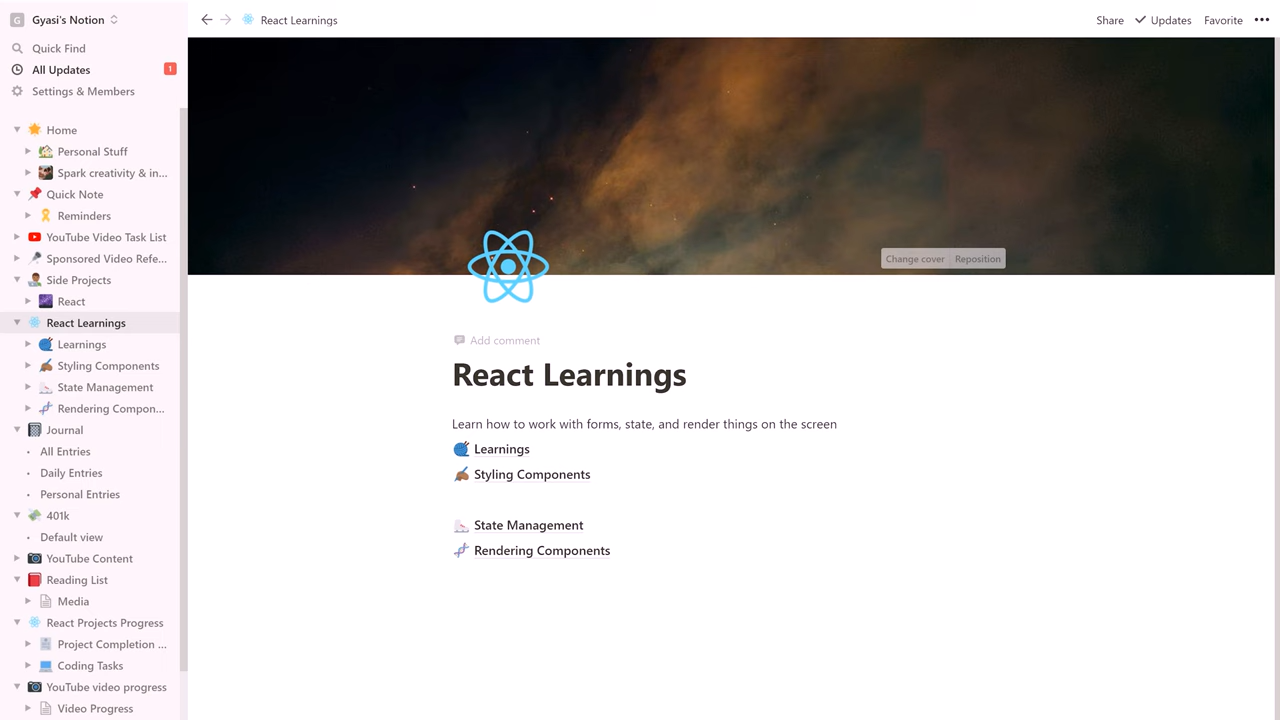 G Gyasi's Notion
Quick Find
All Updates 1
Settings & Members
Home
Personal Stuff
Spark creativity & in...
Quick Note
Reminders
YouTube Video Task List
Sponsored Video Refe...
Side Projects
React
React Learnings
Learnings
Styling Components
State Management
Rendering Compon...
Journal
All Entries
Daily Entries
Personal Entries
401k
Default view
YouTube Content
Reading List
Media
React Projects Progress
Project Completion ...
Coding Tasks
YouTube video progress
Video Progress
React Learnings
Share Updates Favorite
Change cover Reposition
Add comment
React Learnings
Learn how to work with forms, state, and render things on the screen
Learnings
Styling Components
State Management
Rendering Components